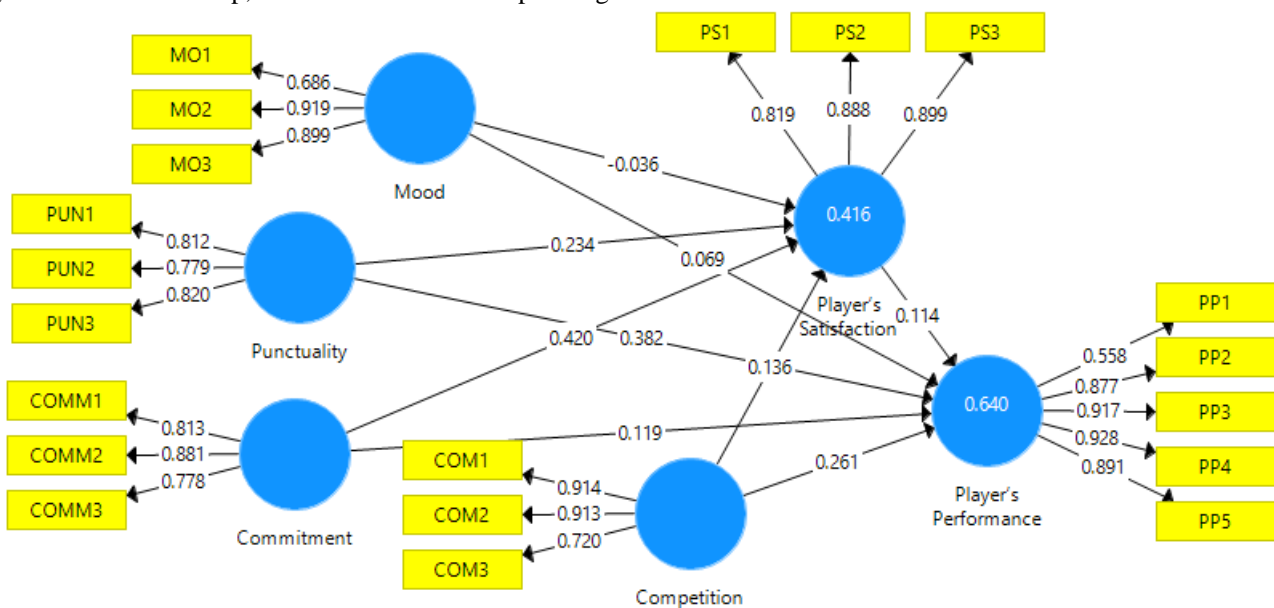 PS1
PS2
PS3
MO1
MO2
MO3
0.686
0.919
0.899
Mood
0.819
0.888
0.899
-0.036
0.416
Player's
Satisfaction
PUN1
PUN2
PUN3
0.812
0.779
0.820
Punctuality
0.234
0.069
0.114
0.420
0.382
0.136
PP1
PP2
PP3
PP4
PP5
0.558
0.877
0.917
0.928
0.891
0.640
Player's
Performance
COMM1
COMM2
COMM3
0.813
0.881
0.778
Commitment
0.119
0.261
COM1
COM2
COM3
0.914
0.913
0.720
Competition